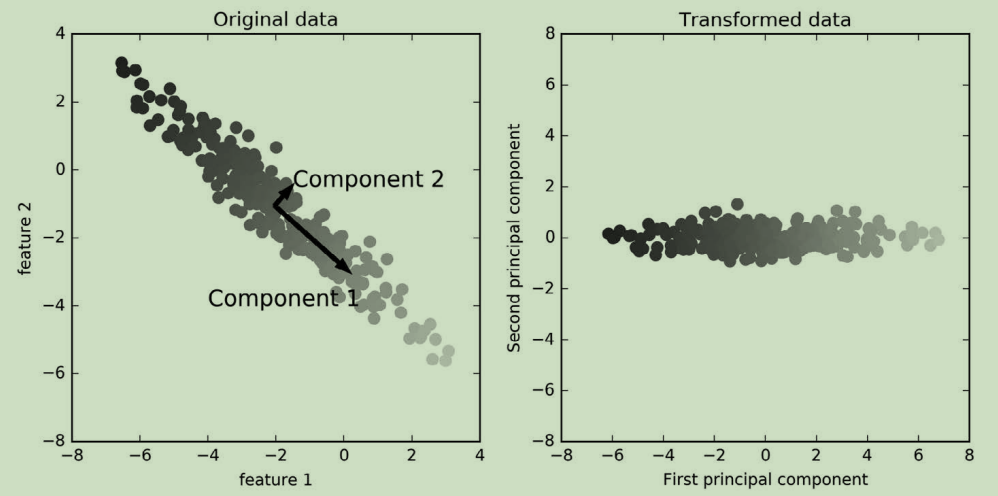 Original data
4
2
0
−2
−4
−6
−8
−8 −6 −4 −2 0 2 4
feature 2
feature 1
Component 2
Component 1
Transformed data
8
6
4
2
0
−2
−4
−6
−8
−8 −6 −4 −2 0 2 4 6 8
Second principal component
First principal component